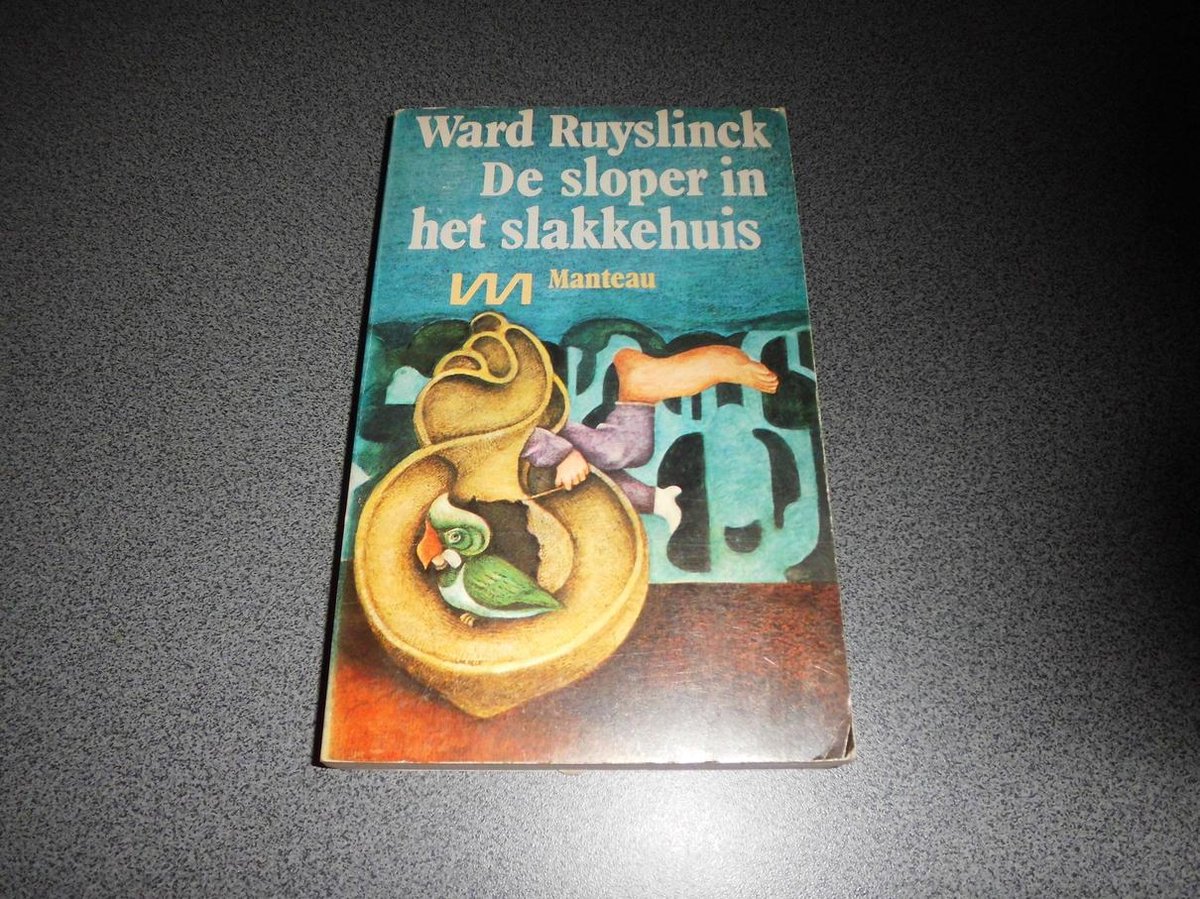 Ward Ruyslinck
De sloper in
het slakkehuis
Manteau